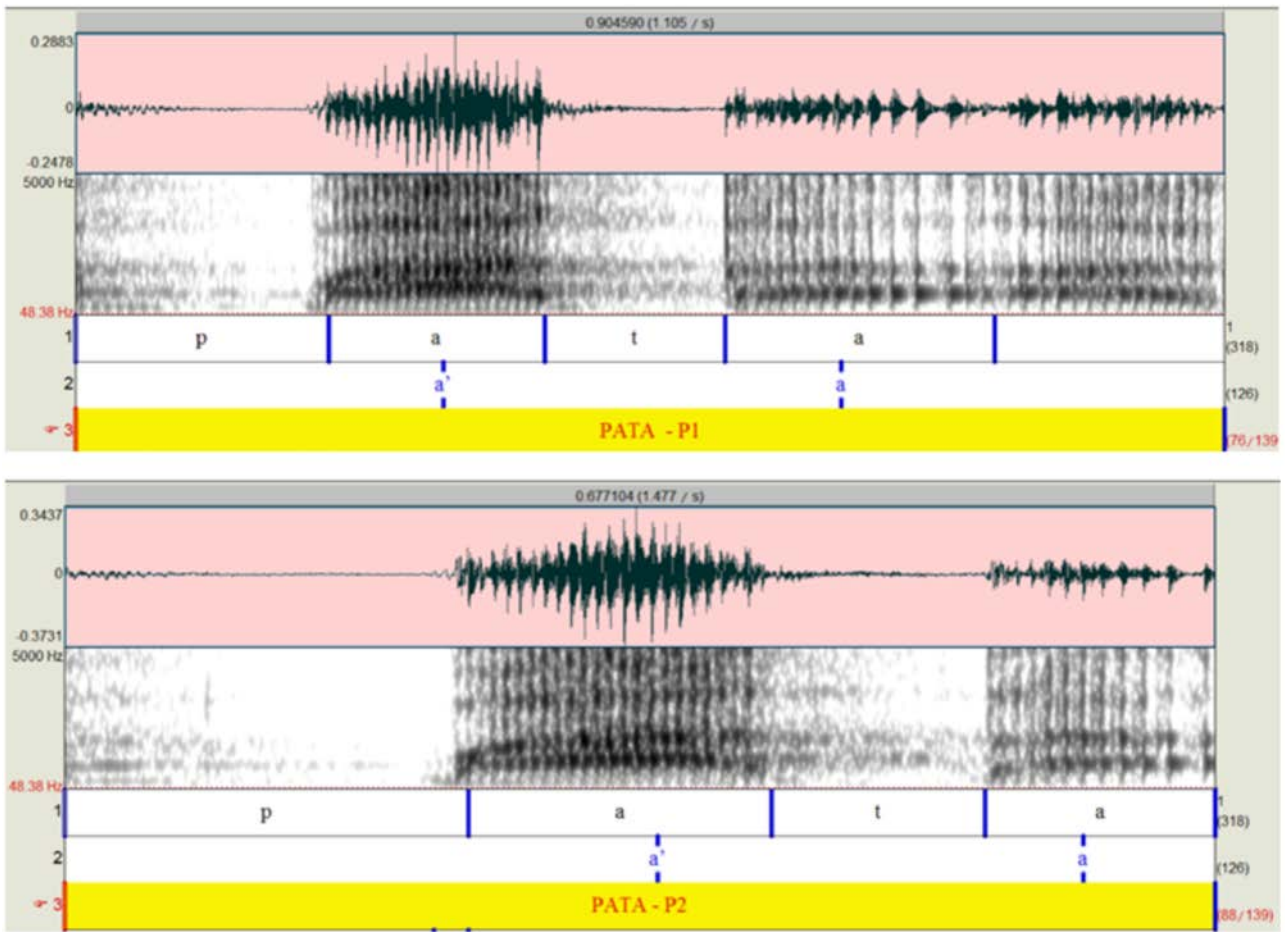 0.904590 (1.105 / s)
0.2883
0
-0.2478
5000 Hz
48.38 Hz
1 p a t a 1
(318)
2 a' a (126)
☞ 3 PATA - P1 (76/139
0.677104 (1.477 / s)
0.3437
0
-0.3731
5000 Hz
48.38 Hz
1 p a t a 1
(318)
2 a' a (126)
☞ 3 PATA - P2 (88/139)